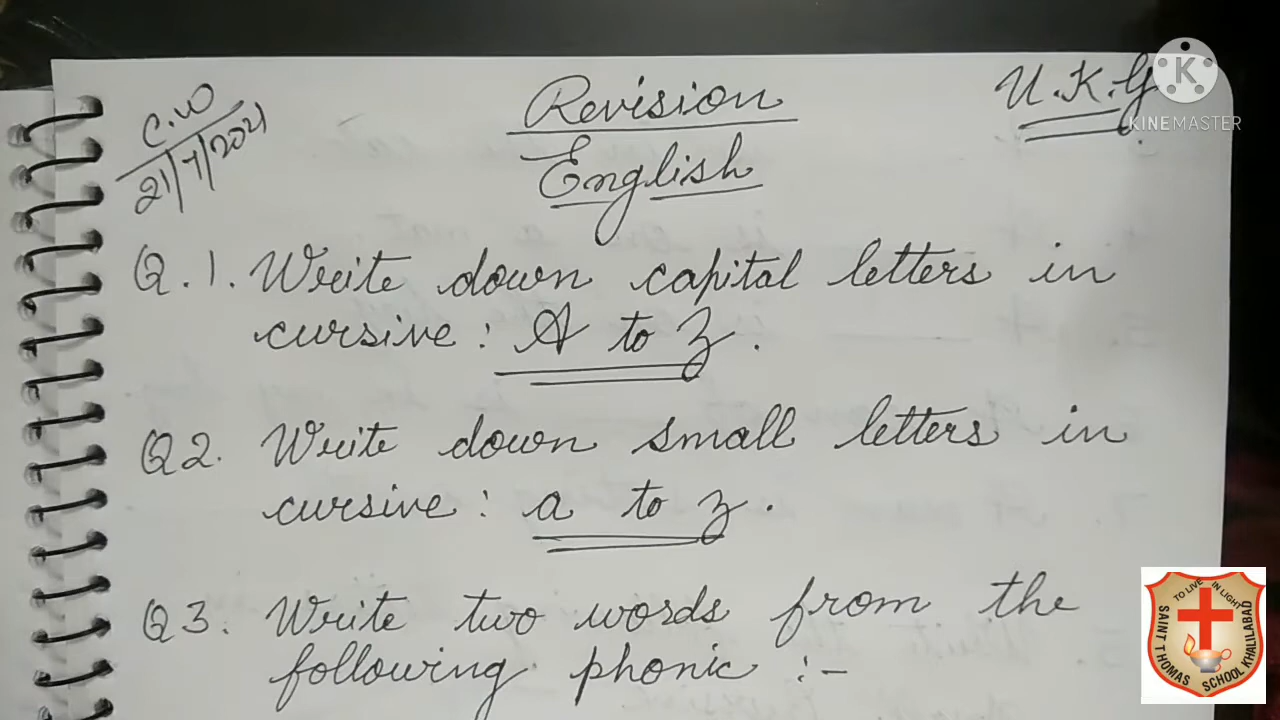 C.W
21/7/2021
Revision
English
U.K.G
KINEMASTER
Q.1. Write down capital letters in
cursive: A to Z.
Q2. Write down small letters in
cursive: a to z.
Q3. Write two words from the
following phonic :-
TO LIVE IN LIGHT
SAINT THOMAS SCHOOL KHALILABAD